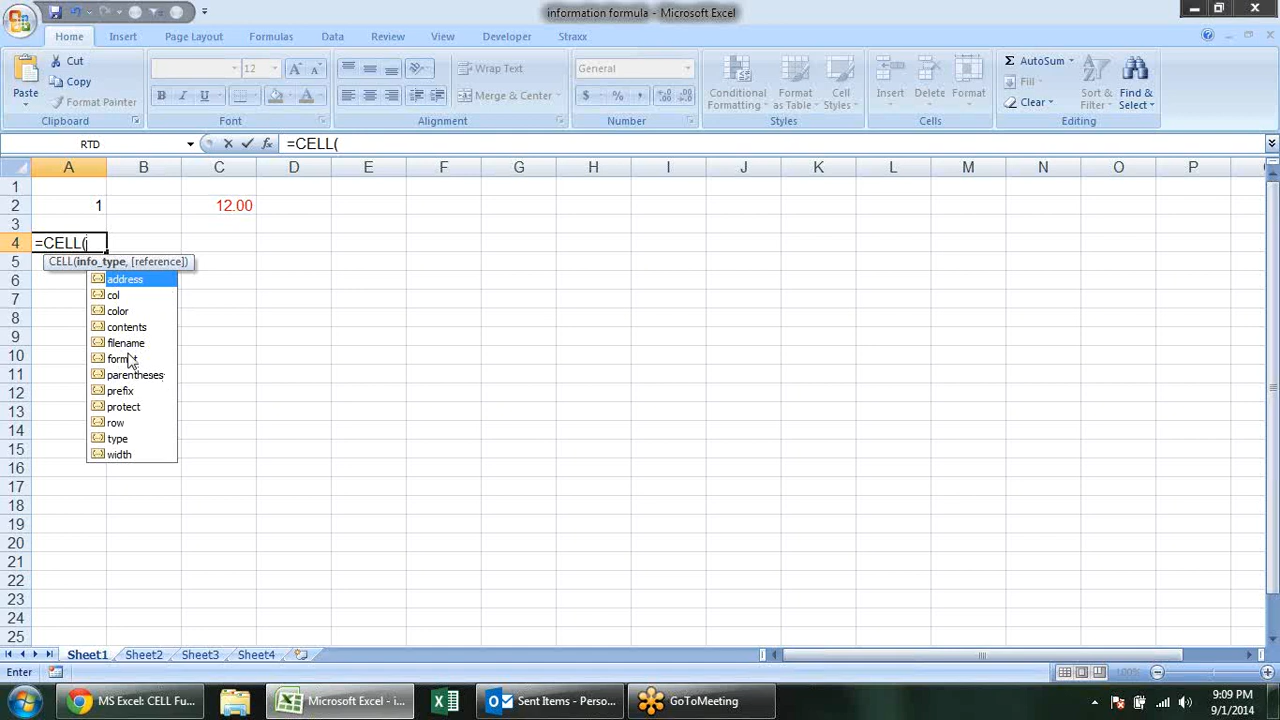 information formula - Microsoft Excel
Home Insert Page Layout Formulas Data Review View Developer Straxx
Paste
Cut
Copy
Format Painter
Clipboard
12
Font
Wrap Text
Merge & Center
Alignment
General
Number
Conditional Formatting
Format as Table
Cell Styles
Styles
Insert
Delete
Format
Cells
AutoSum
Fill
Clear
Sort & Filter
Find & Select
Editing
RTD =CELL(
A B C D E F G H I J K L M N O P
1
2 1 12.00
3
4 =CELL(
5 CELL(info_type, [reference])
6 address
col
7
8 color
contents
9 filename
10
11 parentheses
12 prefix
13 protect
14 row
15 type
16 width
17
18
19
20
21
22
23
24
25
Sheet1 Sheet2 Sheet3 Sheet4
Enter 100%
MS Excel: CELL Fu... Microsoft Excel - i... Sent Items - Perso... GoToMeeting
9:09 PM
9/1/2014